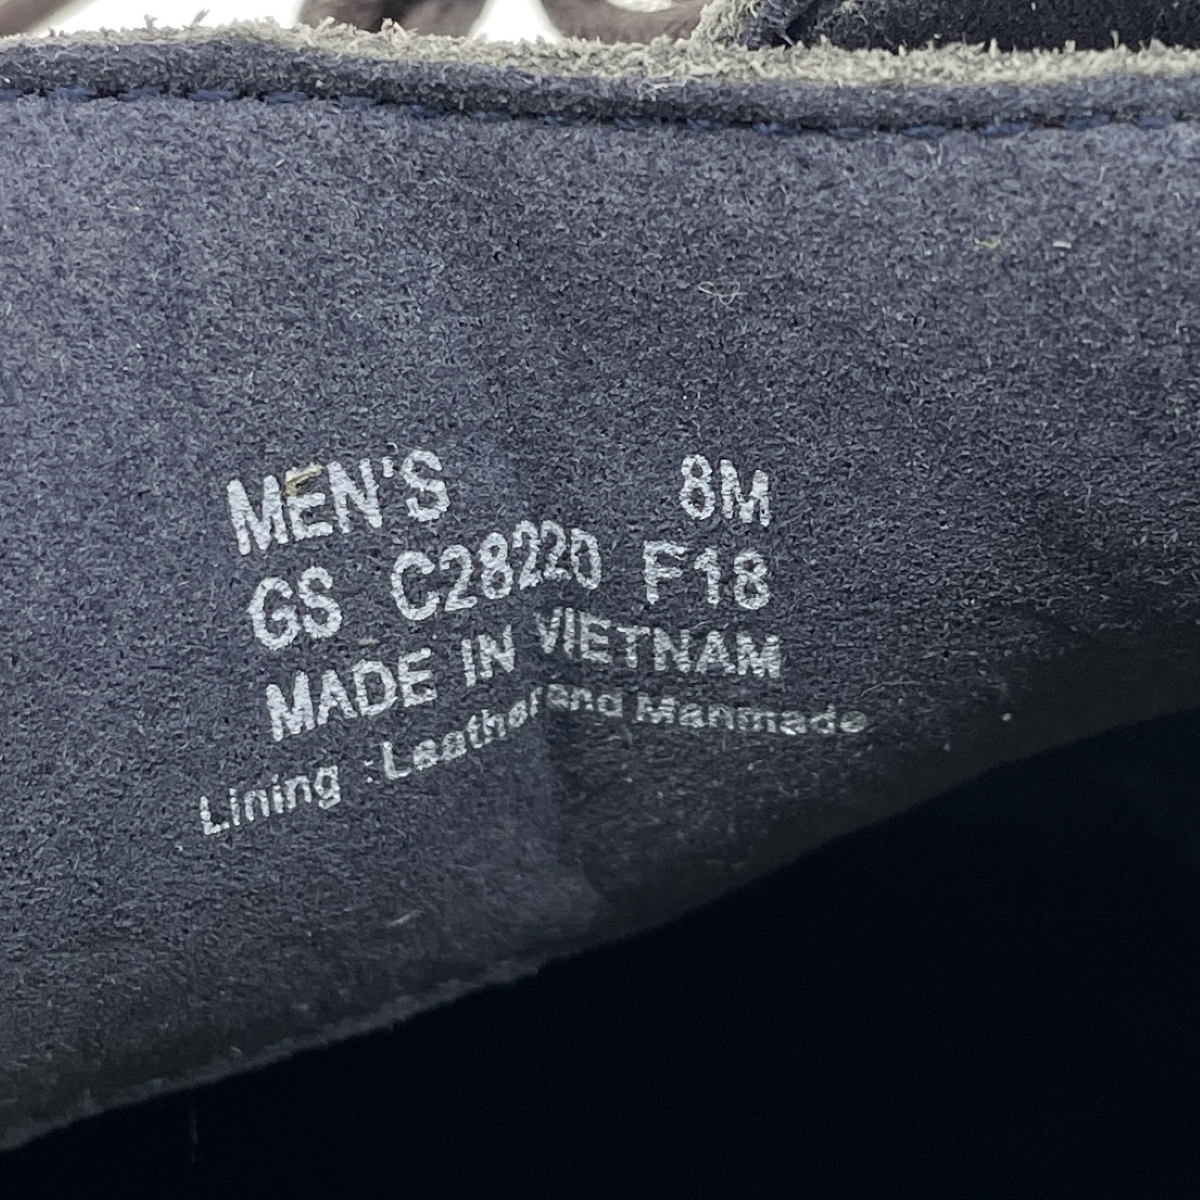 MEN'S 8M
GS C28220 F18
MADE IN VIETNAM
Lining :Leather and Manmade